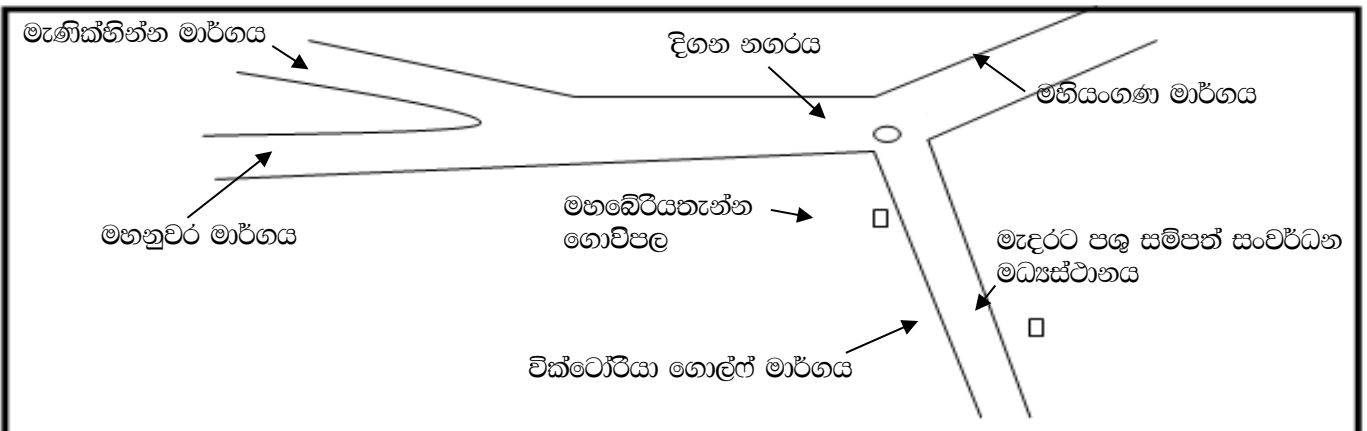 මැණික්හින්න මාර්ගය
දිගන නගරය
මහියංගණ මාර්ගය
මහබේරියතැන්න
ගොවිපල
මහනුවර මාර්ගය
මැදරට පශු සම්පත් සංවර්ධන
මධ්‍යස්ථානය
වික්ටෝරියා ගොල්ෆ් මාර්ගය